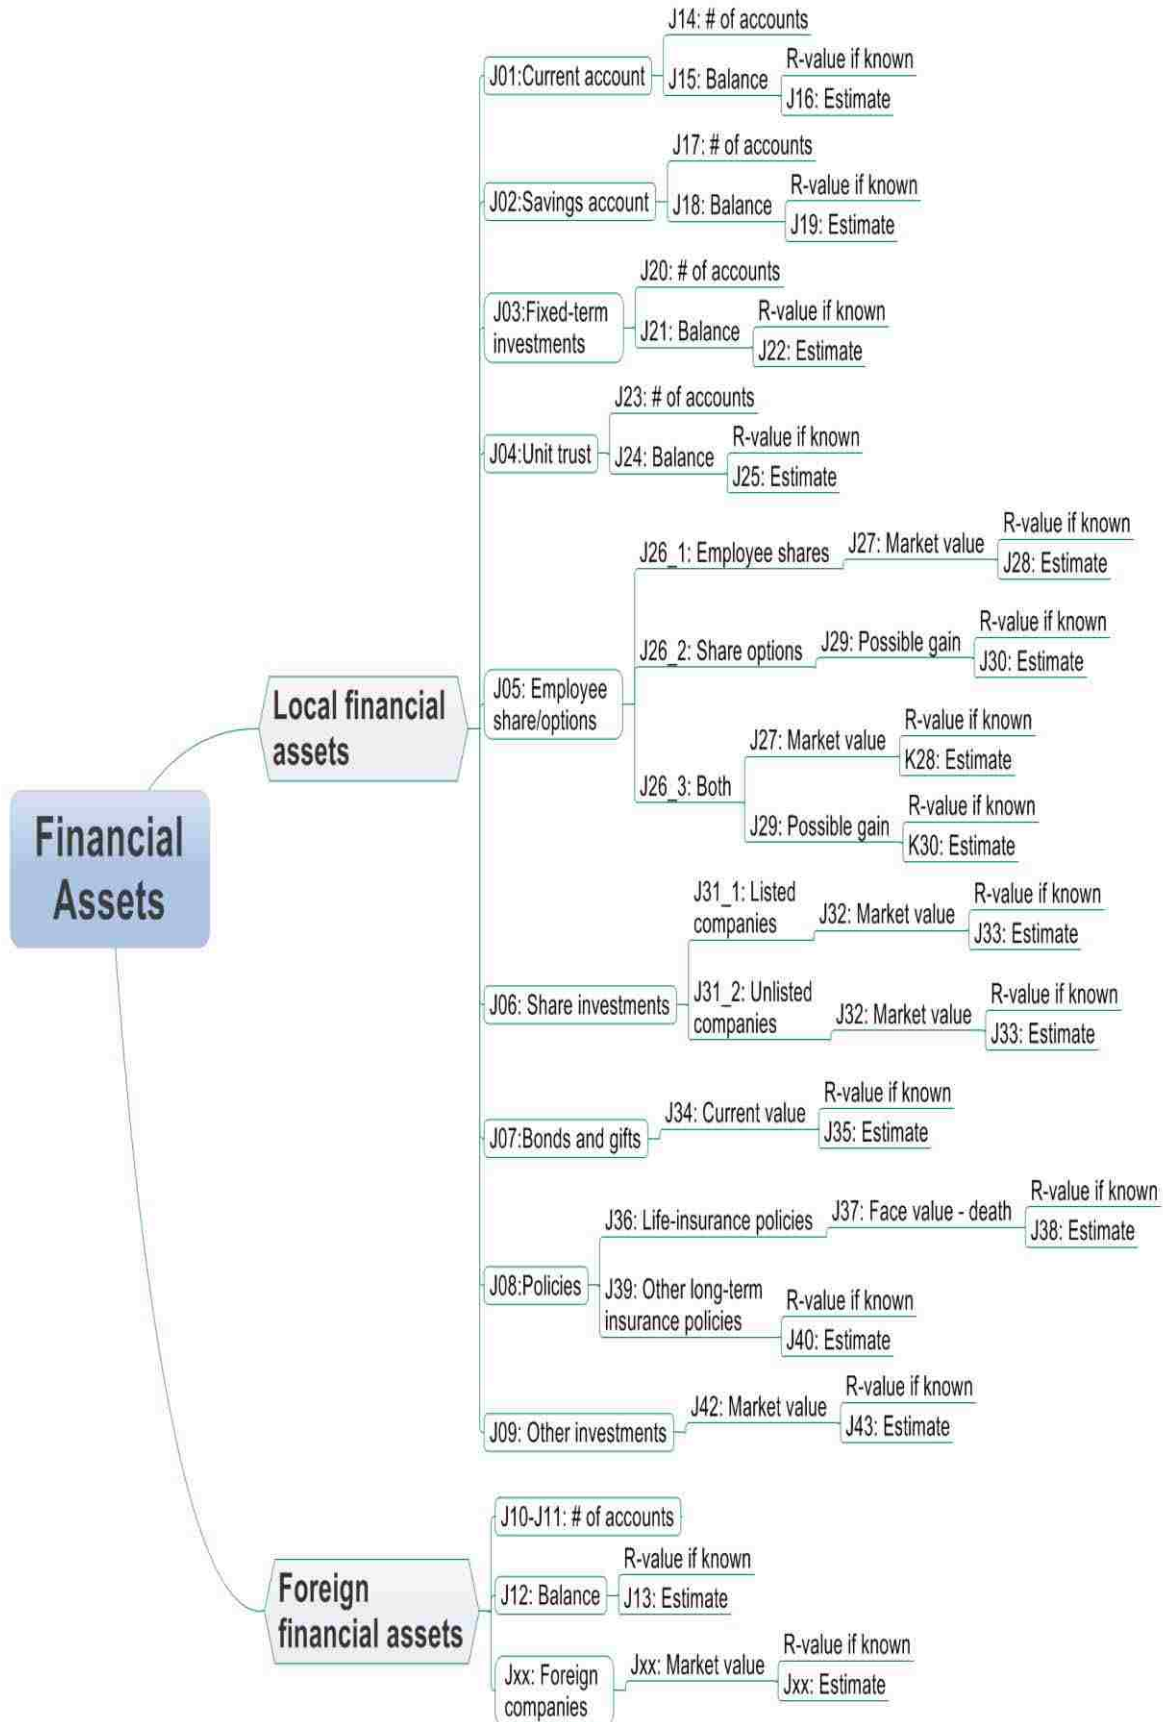 Financial
Assets
Local financial
assets
J01:Current account
J14: # of accounts
J15: Balance
R-value if known
J16: Estimate
J02:Savings account
J17: # of accounts
J18: Balance
R-value if known
J19: Estimate
J03:Fixed-term
investments
J20: # of accounts
J21: Balance
R-value if known
J22: Estimate
J04:Unit trust
J23: # of accounts
J24: Balance
R-value if known
J25: Estimate
J05: Employee
share/options
J26_1: Employee shares
J27: Market value
R-value if known
J28: Estimate
J26_2: Share options
J29: Possible gain
R-value if known
J30: Estimate
J26_3: Both
J27: Market value
R-value if known
K28: Estimate
J29: Possible gain
R-value if known
K30: Estimate
J06: Share investments
J31_1: Listed
companies
J32: Market value
R-value if known
J33: Estimate
J31_2: Unlisted
companies
J32: Market value
R-value if known
J33: Estimate
J07:Bonds and gifts
J34: Current value
R-value if known
J35: Estimate
J08:Policies
J36: Life-insurance policies
J37: Face value - death
R-value if known
J38: Estimate
J39: Other long-term
insurance policies
R-value if known
J40: Estimate
J09: Other investments
J42: Market value
R-value if known
J43: Estimate
Foreign
financial assets
J10-J11: # of accounts
J12: Balance
R-value if known
J13: Estimate
Jxx: Foreign
companies
Jxx: Market value
R-value if known
Jxx: Estimate